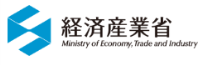 経済産業省
Ministry of Economy, Trade and Industry